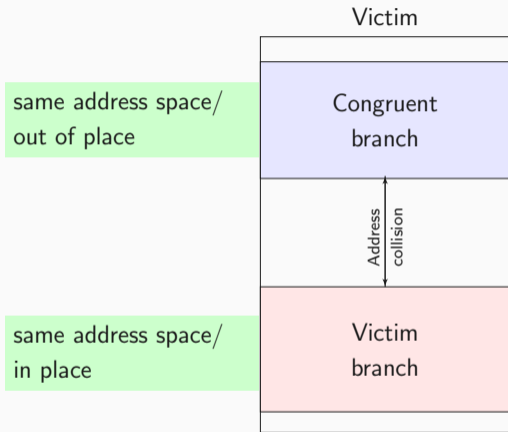 Victim
same address space/
out of place
Congruent
branch
Address
collision
same address space/
in place
Victim
branch